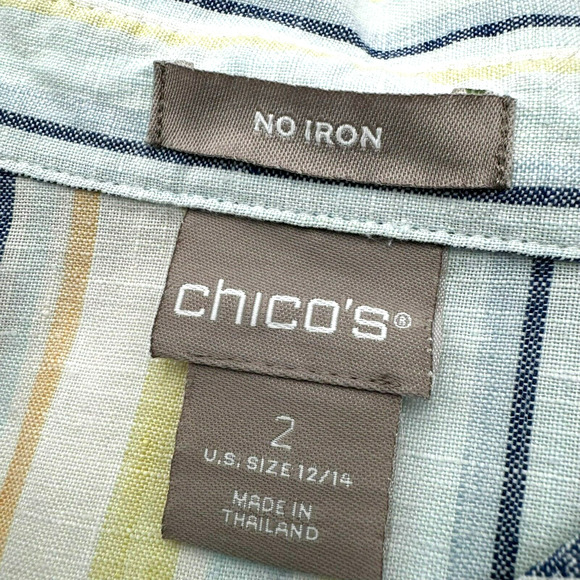 NO IRON
chico's®
2
U.S. SIZE 12/14
MADE IN
THAILAND